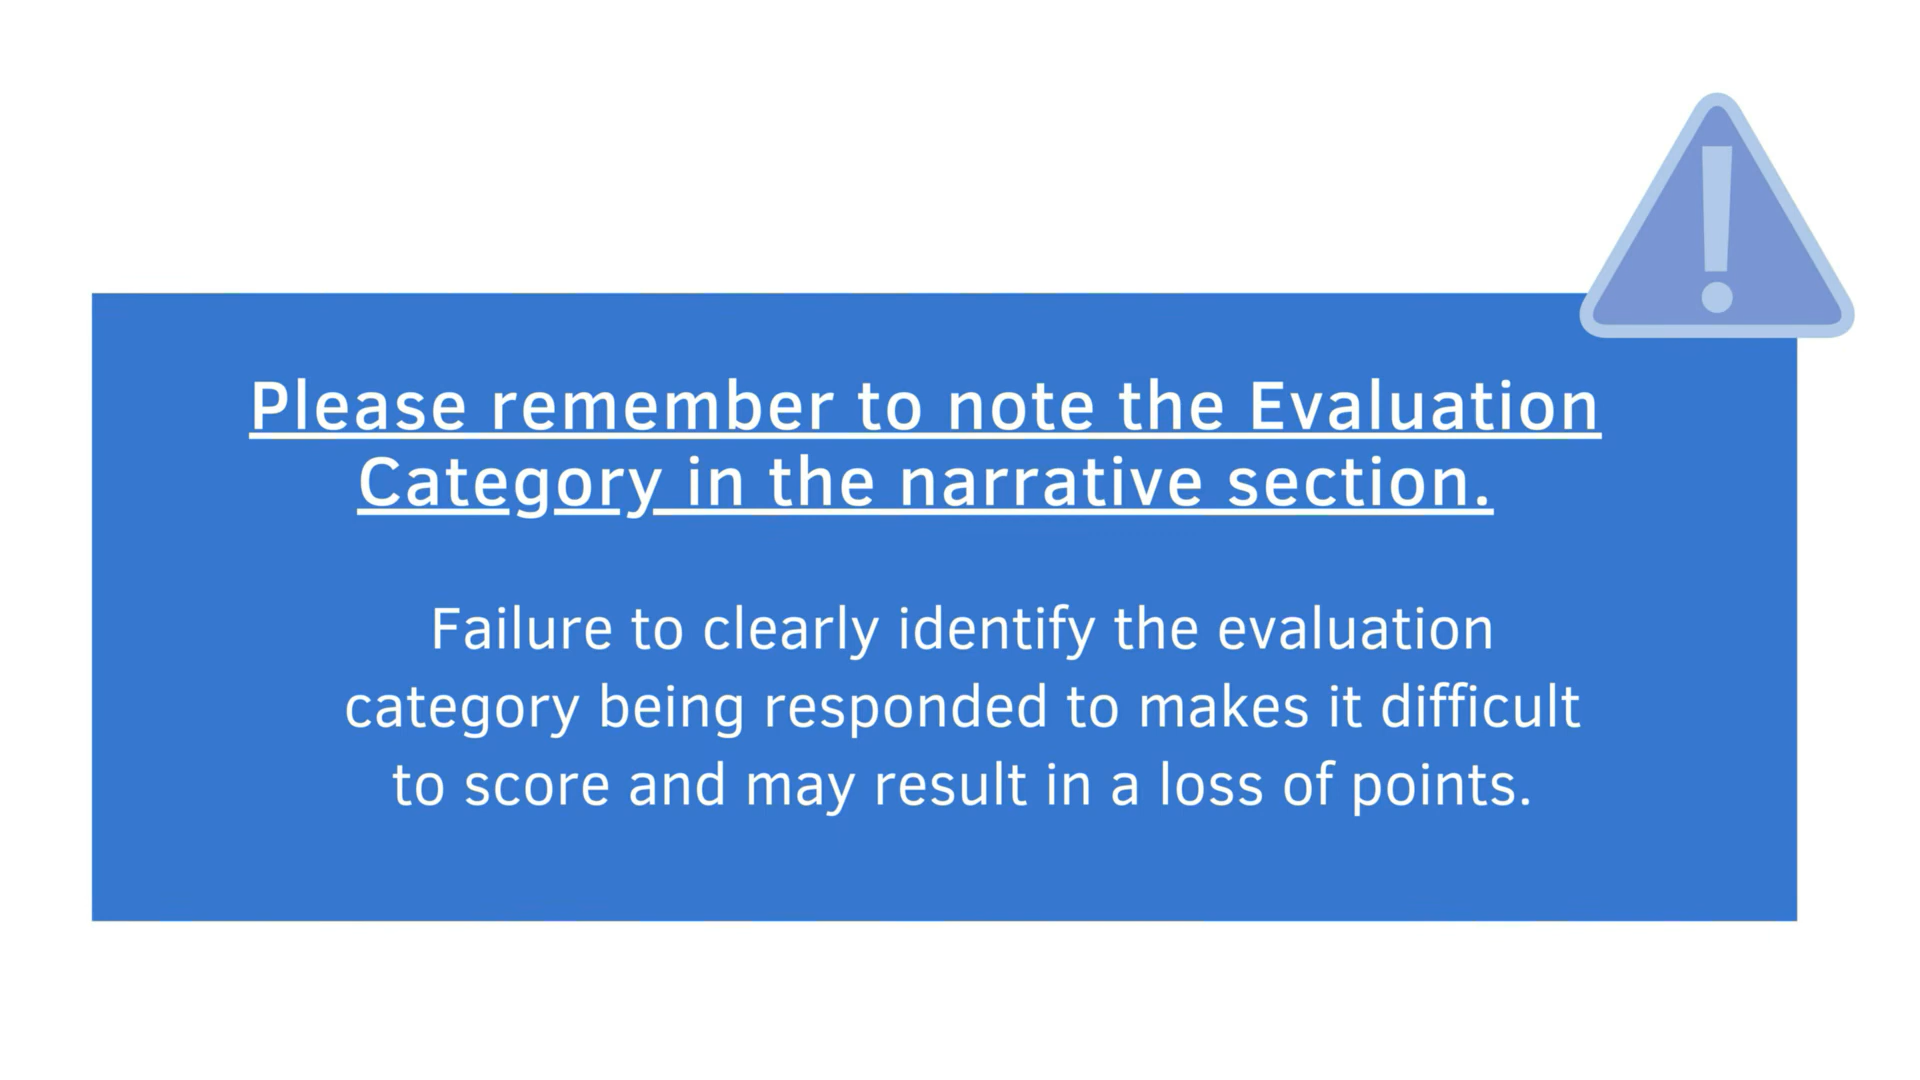 Please remember to note the Evaluation
Category in the narrative section.
Failure to clearly identify the evaluation
category being responded to makes it difficult
to score and may result in a loss of points.